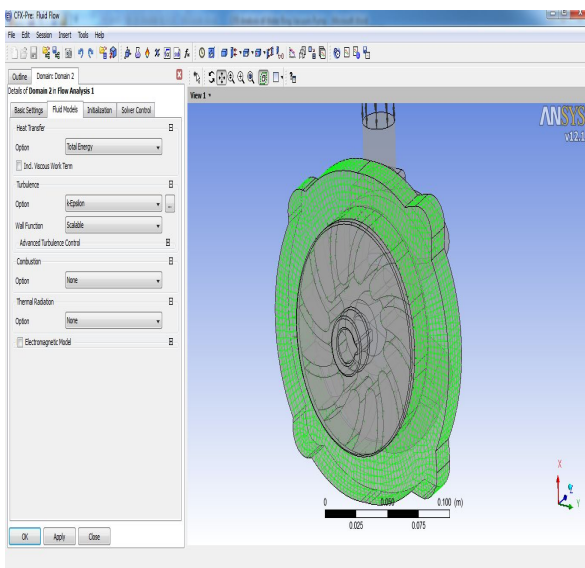 CFX-Pre: Fluid Flow
File Edit Session Insert Tools Help
Outline Domain: Domain 2
Details of Domain 2 in Flow Analysis 1
Basic Settings Fluid Models Initialization Solver Control
Heat Transfer
Option Total Energy
Incl. Viscous Work Term
Turbulence
Option k-Epsilon
Wall Function Scalable
Advanced Turbulence Control
Combustion
Option None
Thermal Radiation
Option None
Electromagnetic Model
OK Apply Close
View 1
ANSYS
v12.1
X
Y
0 0.050 0.100 (m)
0.025 0.075